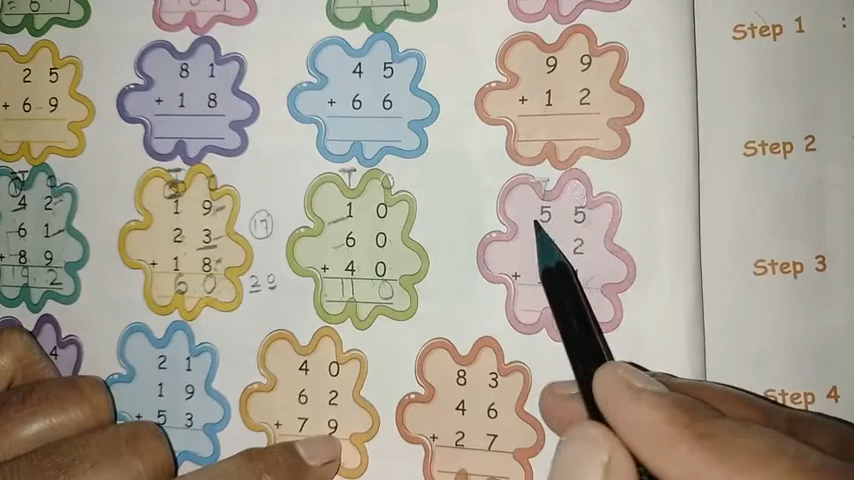 Step 1 :
2 5
+ 6 9
8 1
+ 1 8
4 5
+ 6 6
9 9
+ 1 2
Step 2
T O
4 2
6 1
+ 8 9
1 9 2
1 9
2 3
+ 1 8
6 0
17
20
T O
1 0
6 0
+ 4 0
1 1 0
T O
5 5
2
+
Step 3
4
2 1
1 9
+ 5 3
4 0
6 2
+ 7 9
8 3
4 6
+ 2 7
Step 4